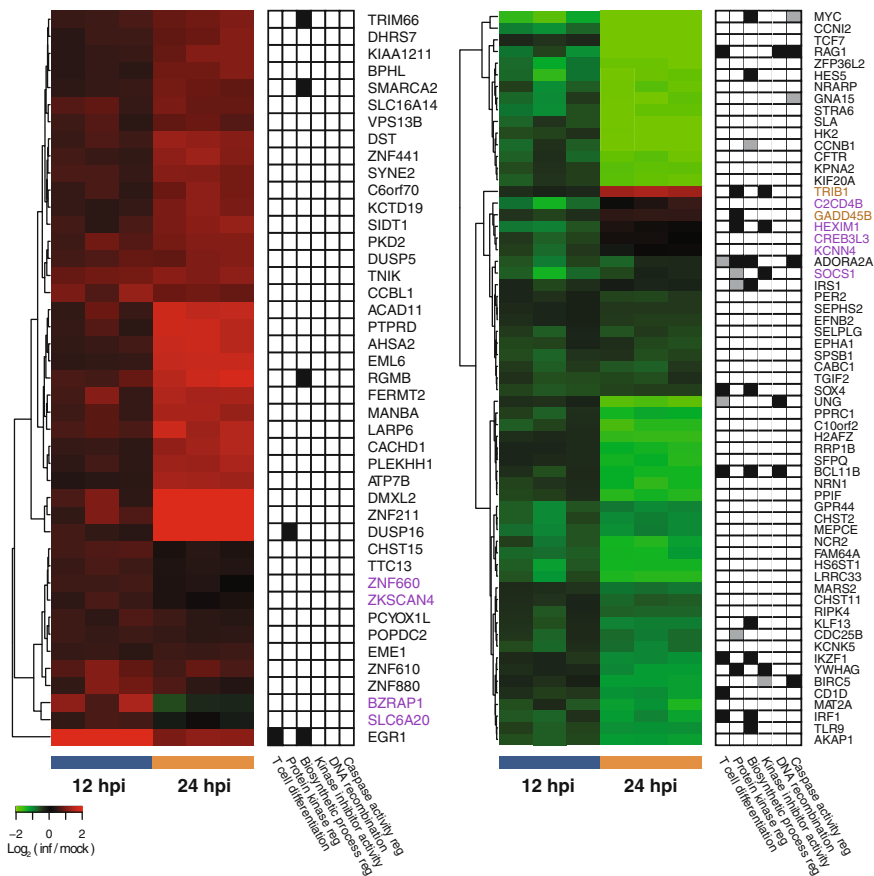 TRIM66
DHRS7
KIAA1211
BPHL
SMARCA2
SLC16A14
VPS13B
DST
ZNF441
SYNE2
C6orf70
KCTD19
SIDT1
PKD2
DUSP5
TNIK
CCBL1
ACAD11
PTPRD
AHSA2
EML6
RGMB
FERMT2
MANBA
LARP6
CACHD1
PLEKHH1
ATP7B
DMXL2
ZNF211
DUSP16
CHST15
TTC13
ZNF660
ZKSCAN4
PCYOX1L
POPDC2
EME1
ZNF610
ZNF880
BZRAP1
SLC6A20
EGR1
12 hpi
24 hpi
T cell differentiation
Protein kinase reg
Biosynthetic process reg
Kinase inhibitor activity
DNA recombination
Caspase activity reg
−2 0 2
Log2 (inf/mock)
MYC
CCNI2
TCF7
RAG1
ZFP36L2
HES5
NRARP
GNA15
STRA6
SLA
HK2
CCNB1
CFTR
KPNA2
KIF20A
TRIB1
C2CD4B
GADD45B
HEXIM1
CREB3L3
KCNN4
ADORA2A
SOCS1
IRS1
PER2
SEPHS2
EFNB2
SELPLG
EPHA1
SPSB1
CABC1
TGIF2
SOX4
UNG
PPRC1
C10orf2
H2AFZ
RRP1B
SFPQ
BCL11B
NRN1
PPIF
GPR44
CHST2
MEPCE
NCR2
FAM64A
HS6ST1
LRRC33
MARS2
CHST11
RIPK4
KLF13
CDC25B
KCNK5
IKZF1
YWHAG
BIRC5
CD1D
MAT2A
IRF1
TLR9
AKAP1
12 hpi
24 hpi
T cell differentiation
Protein kinase reg
Biosynthetic process reg
Kinase inhibitor activity
DNA recombination
Caspase activity reg